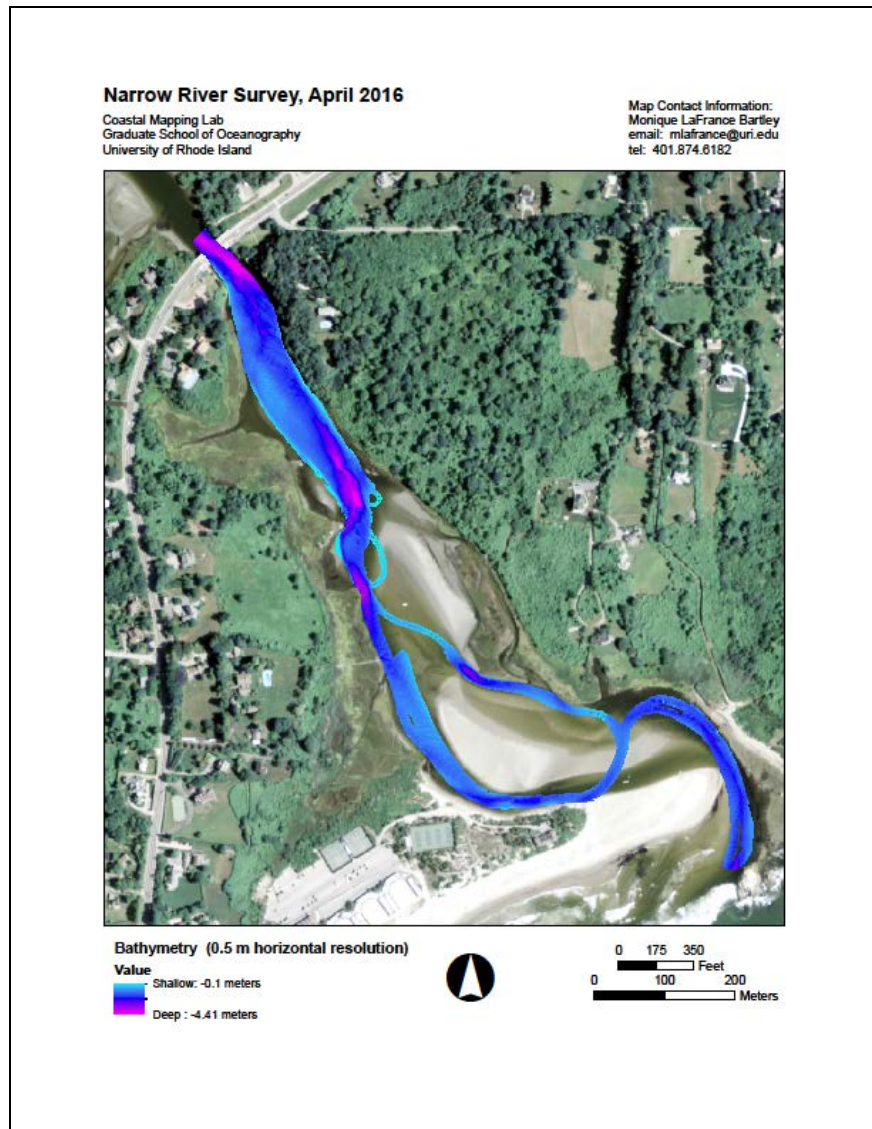 Narrow River Survey, April 2016
Coastal Mapping Lab
Graduate School of Oceanography
University of Rhode Island
Map Contact Information:
Monique LaFrance Bartley
email: mlafrance@uri.edu
tel: 401.874.6182
Bathymetry (0.5 m horizontal resolution)
Value
Shallow: -0.1 meters
Deep : -4.41 meters
0 175 350
Feet
0 100 200
Meters